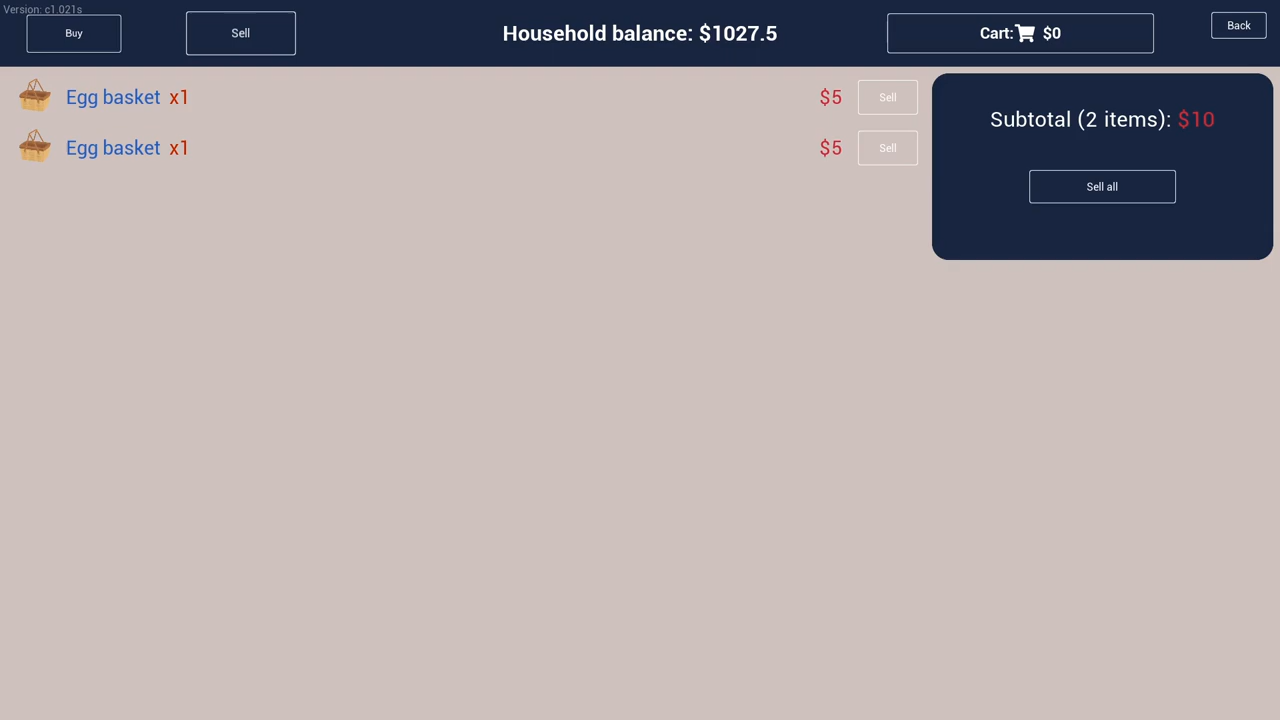 Version: c1.021s
Buy
Sell
Household balance: $1027.5
Cart: $0
Back
Egg basket x1
$5
Sell
Egg basket x1
$5
Sell
Subtotal (2 items): $10
Sell all